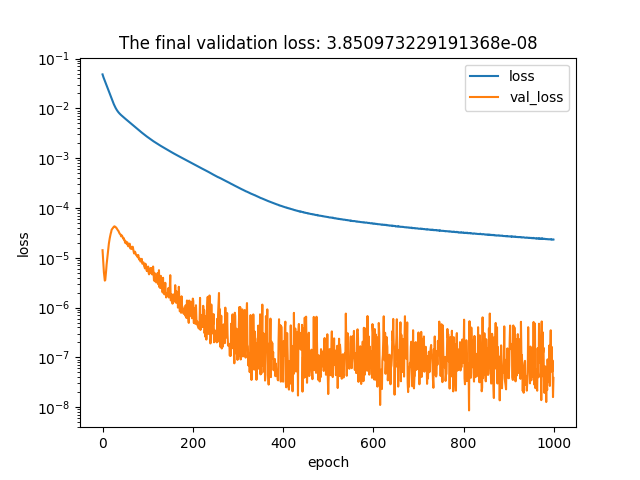 The final validation loss: 3.850973229191368e-08
loss
val_loss
10⁻¹
10⁻²
10⁻³
10⁻⁴
10⁻⁵
10⁻⁶
10⁻⁷
10⁻⁸
loss
0 200 400 600 800 1000
epoch